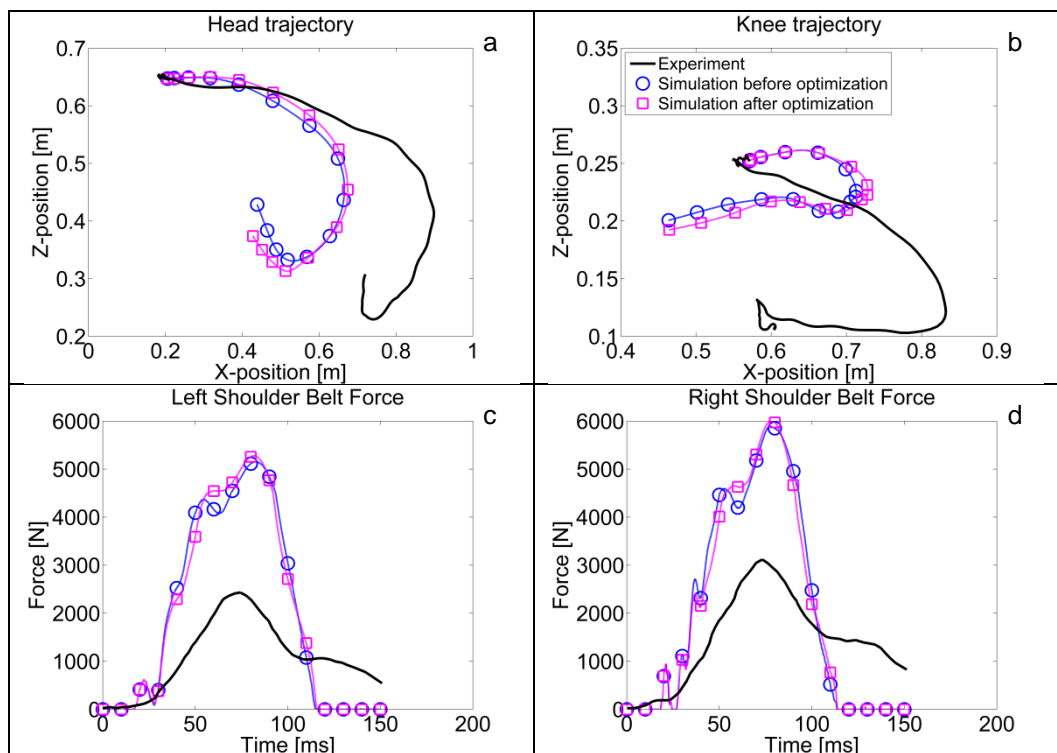 Head trajectory
a
0.7
0.6
0.5
0.4
0.3
0.2
Z-position [m]
0 0.2 0.4 0.6 0.8 1
X-position [m]
Knee trajectory
b
0.35
0.3
0.25
0.2
0.15
0.1
Z-position [m]
Experiment
Simulation before optimization
Simulation after optimization
0.4 0.5 0.6 0.7 0.8 0.9
X-position [m]
Left Shoulder Belt Force
c
6000
5000
4000
3000
2000
1000
0
Force [N]
0 50 100 150 200
Time [ms]
Right Shoulder Belt Force
d
6000
5000
4000
3000
2000
1000
0
Force [N]
0 50 100 150 200
Time [ms]